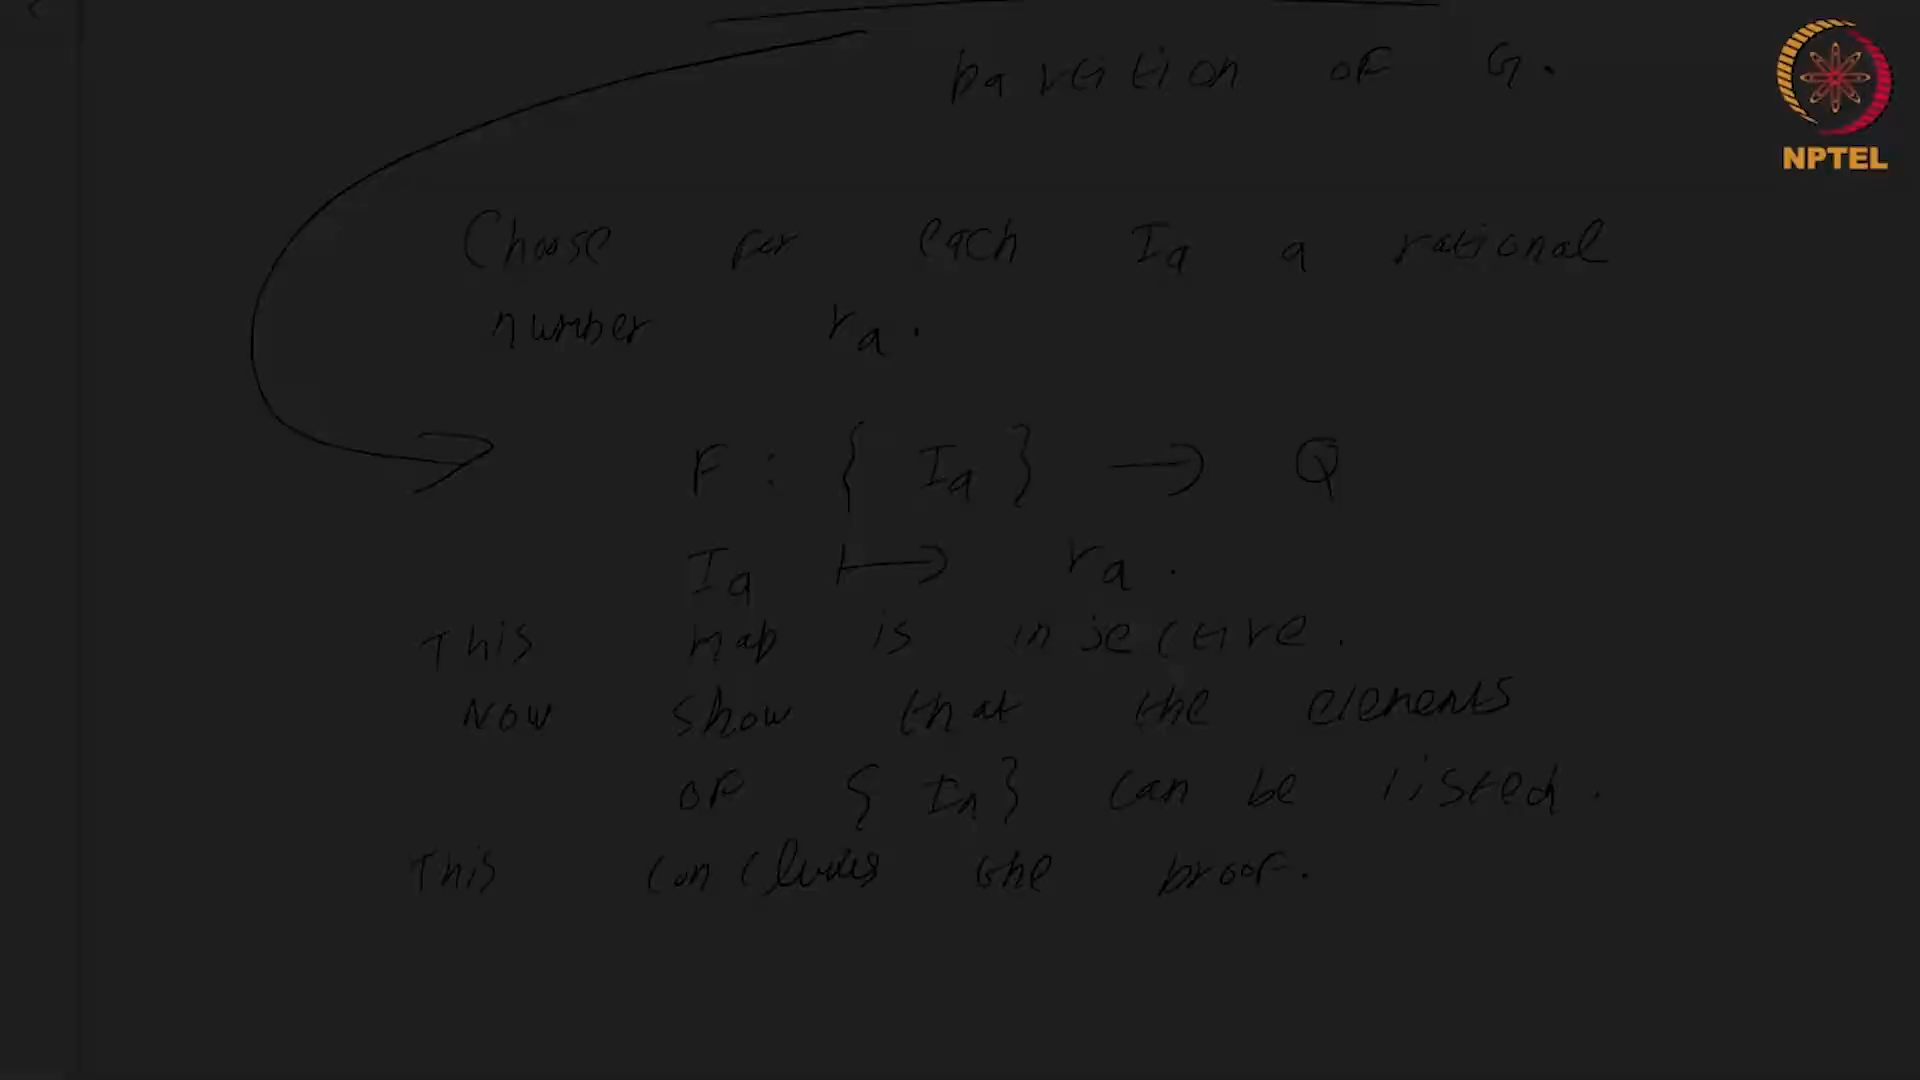 partition of G.
NPTEL
Choose for each Ia a rational
number ra.
F : { Ia } → Q
Ia ↦ ra.
This map is injective.
Now show that the elements
of { Ia } can be listed.
This concludes the proof.